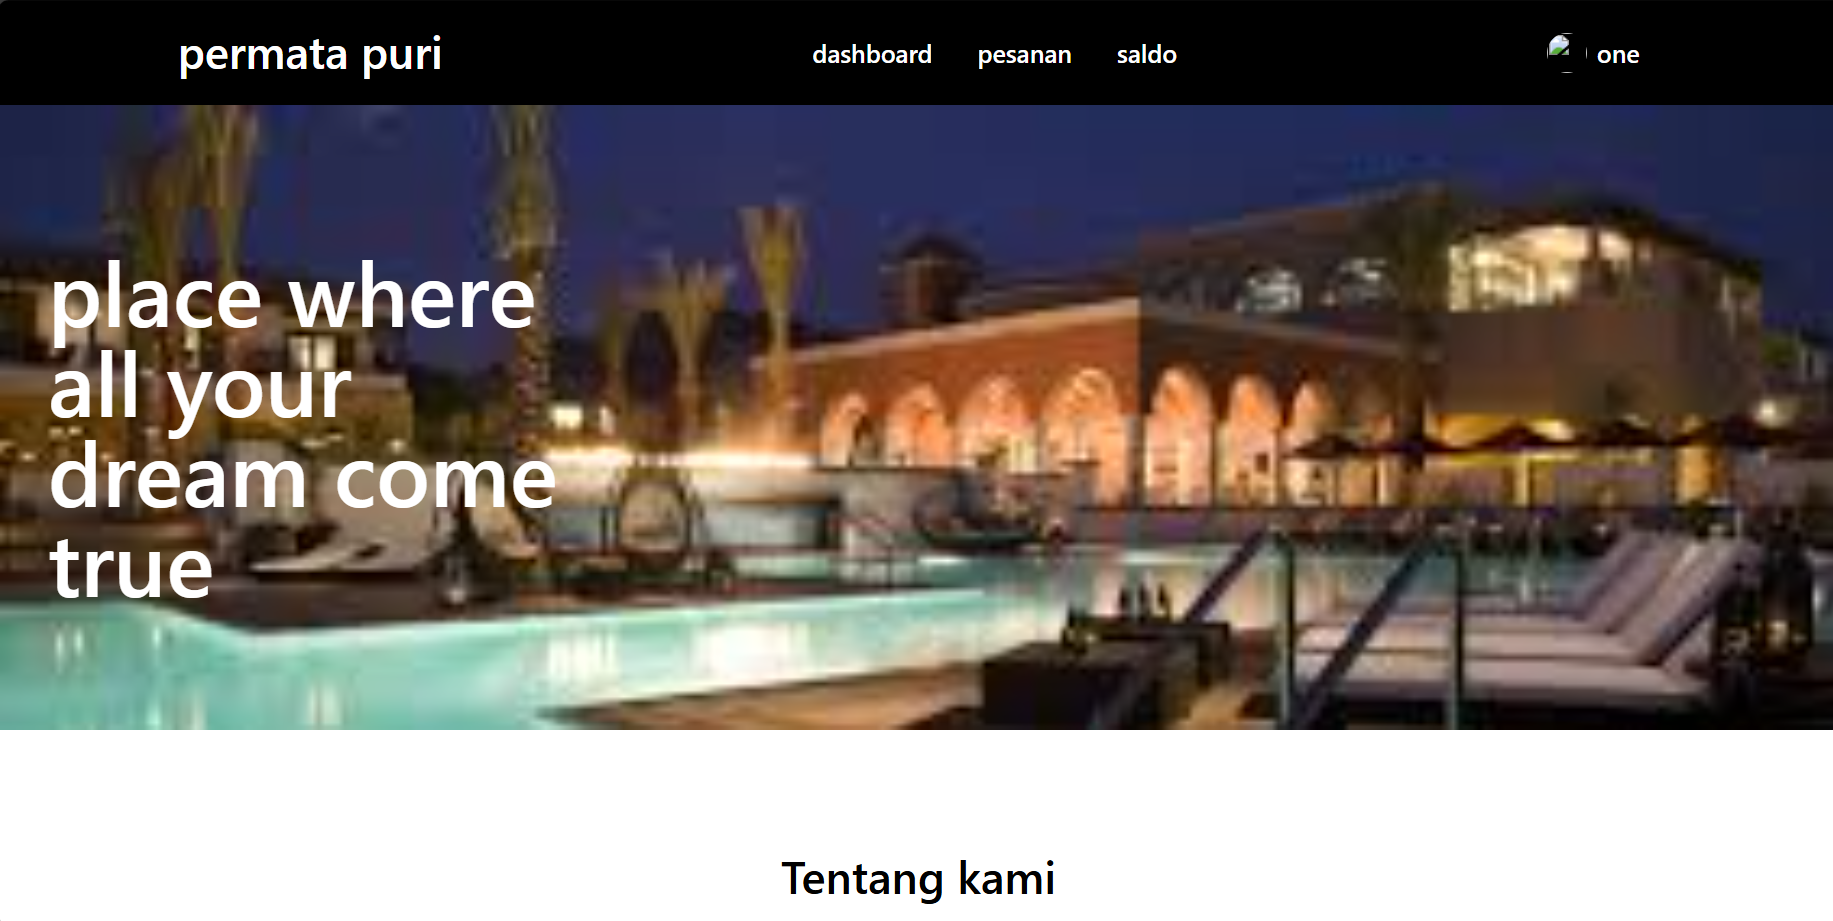 permata puri
dashboard pesanan saldo
one
place where
all your
dream come
true
Tentang kami